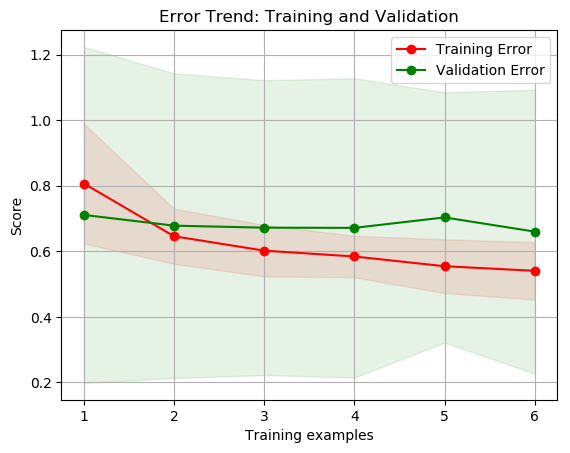 Error Trend: Training and Validation
Training Error
Validation Error
Score
1.2
1.0
0.8
0.6
0.4
0.2
1 2 3 4 5 6
Training examples